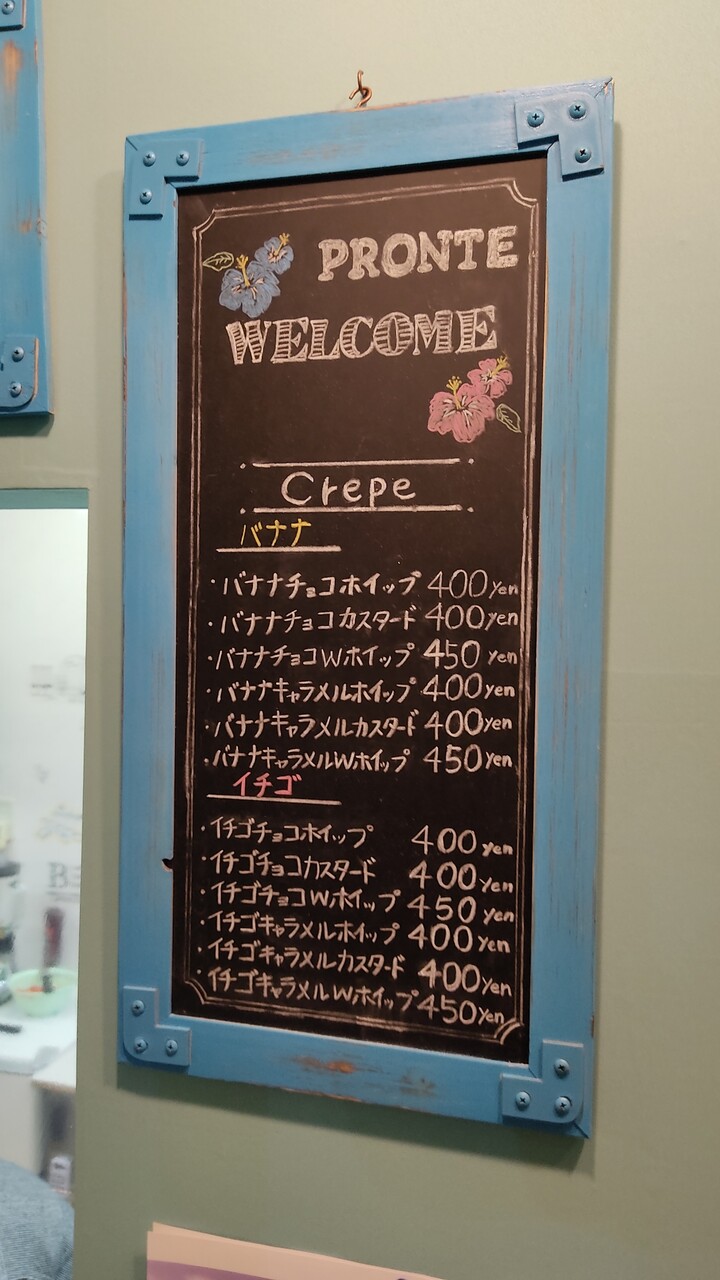 PRONTE
WELCOME
Crepe
バナナ
・バナナチョコホイップ 400yen
・バナナチョコカスタード 400yen
・バナナチョコWホイップ 450yen
・バナナキャラメルホイップ 400yen
・バナナキャラメルカスタード 400yen
・バナナキャラメルWホイップ 450yen
イチゴ
・イチゴチョコホイップ 400yen
・イチゴチョコカスタード 400yen
・イチゴチョコWホイップ 450yen
・イチゴキャラメルホイップ 400yen
・イチゴキャラメルカスタード 400yen
・イチゴキャラメルWホイップ 450yen